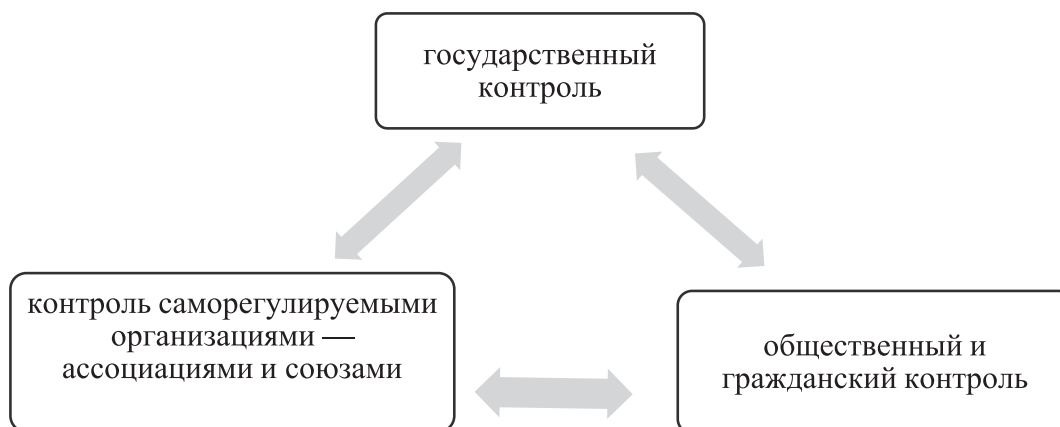 государственный
контроль
контроль саморегулируемыми
организациями —
ассоциациями и союзами
общественный и
гражданский контроль